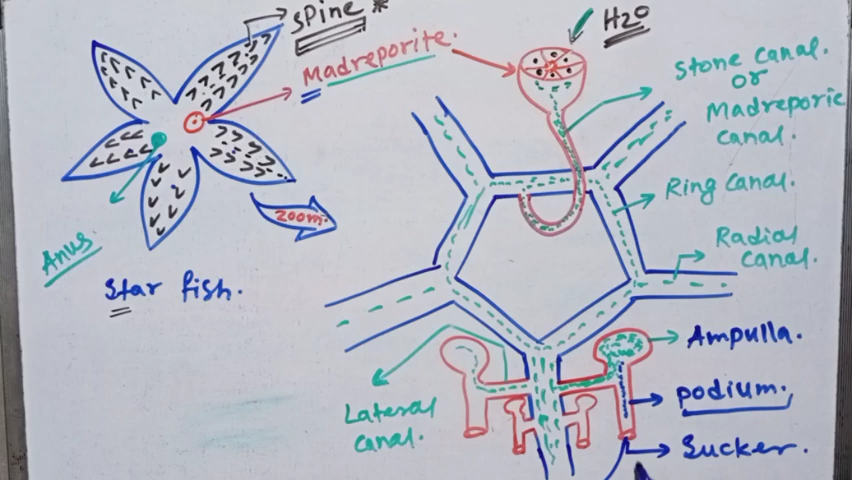 spine *
Madreporite.
H2O
Stone canal.
or
Madreporic
canal.
Ring canal.
Radial
canal.
Anus
zoom.
Star fish.
Ampulla.
podium.
Lateral
canal.
Sucker.